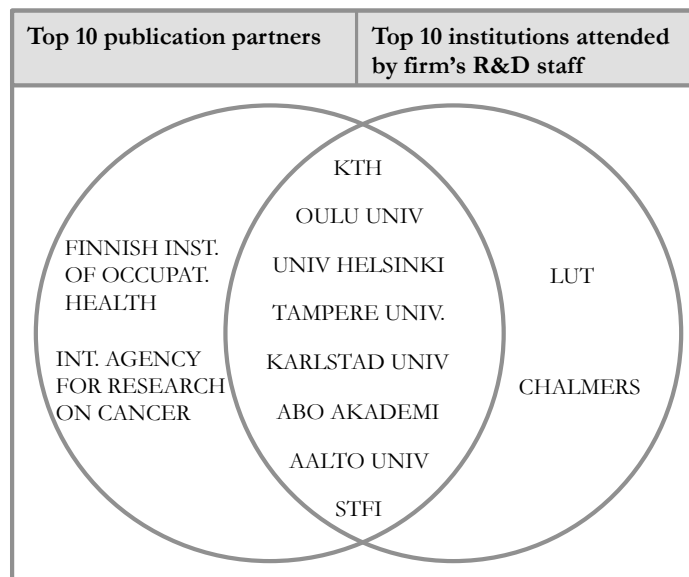 Top 10 publication partners
Top 10 institutions attended
by firm's R&D staff
FINNISH INST.
OF OCCUPAT.
HEALTH
INT. AGENCY
FOR RESEARCH
ON CANCER
KTH
OULU UNIV
UNIV HELSINKI
TAMPERE UNIV.
KARLSTAD UNIV
ABO AKADEMI
AALTO UNIV
STFI
LUT
CHALMERS